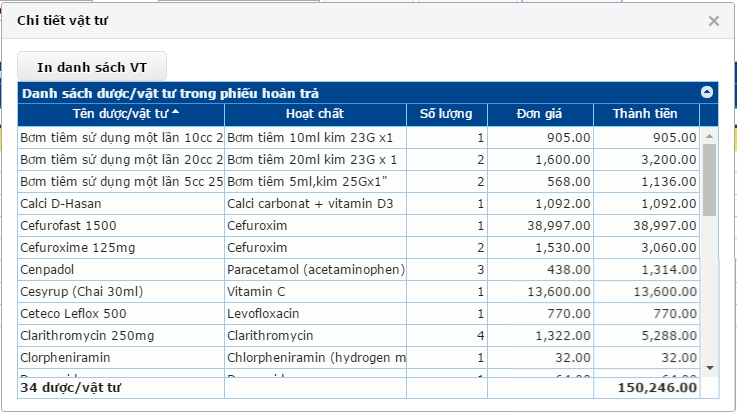 Chi tiết vật tư ×
In danh sách VT
Danh sách dược/vật tư trong phiếu hoàn trả
Tên dược/vật tư Hoạt chất Số lượng Đơn giá Thành tiền
Bơm tiêm sử dụng một lần 10cc 2 Bơm tiêm 10ml kim 23G x1 1 905.00 905.00
Bơm tiêm sử dụng một lần 20cc 2 Bơm tiêm 20ml kim 23G x 1 2 1,600.00 3,200.00
Bơm tiêm sử dụng một lần 5cc 25 Bơm tiêm 5ml,kim 25Gx1" 2 568.00 1,136.00
Calci D-Hasan Calci carbonat + vitamin D3 1 1,092.00 1,092.00
Cefurofast 1500 Cefuroxim 1 38,997.00 38,997.00
Cefuroxime 125mg Cefuroxim 2 1,530.00 3,060.00
Cenpadol Paracetamol (acetaminophen) 3 438.00 1,314.00
Cesyrup (Chai 30ml) Vitamin C 1 13,600.00 13,600.00
Ceteco Leflox 500 Levofloxacin 1 770.00 770.00
Clarithromycin 250mg Clarithromycin 4 1,322.00 5,288.00
Clorpheniramin Chlorpheniramin (hydrogen m 1 32.00 32.00
34 dược/vật tư 150,246.00